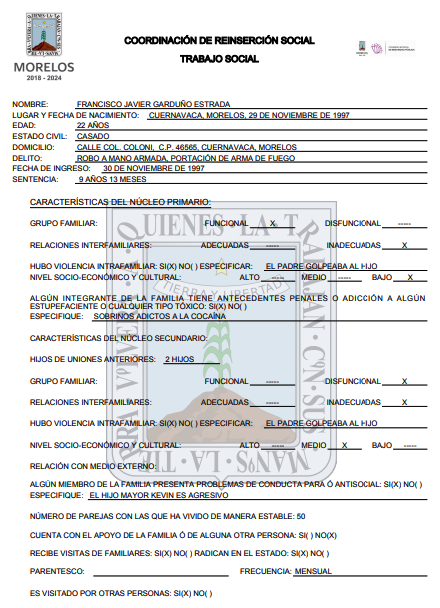 QUIENES·LA·T
MORELOS
2018 - 2024
COORDINACIÓN DE REINSERCIÓN SOCIAL
TRABAJO SOCIAL
NOMBRE: FRANCISCO JAVIER GARDUÑO ESTRADA
LUGAR Y FECHA DE NACIMIENTO: CUERNAVACA, MORELOS, 29 DE NOVIEMBRE DE 1997
EDAD: 22 AÑOS
ESTADO CIVIL: CASADO
DOMICILIO: CALLE COL. COLONI, C.P. 46565, CUERNAVACA, MORELOS
DELITO: ROBO A MANO ARMADA, PORTACIÓN DE ARMA DE FUEGO
FECHA DE INGRESO: 30 DE NOVIEMBRE DE 1997
SENTENCIA: 9 AÑOS 13 MESES
CARACTERÍSTICAS DEL NÚCLEO PRIMARIO:
GRUPO FAMILIAR: FUNCIONAL X DISFUNCIONAL -----
RELACIONES INTERFAMILIARES: ADECUADAS ----- INADECUADAS X
HUBO VIOLENCIA INTRAFAMILIAR: SI(X) NO( ) ESPECIFICAR: EL PADRE GOLPEABA AL HIJO
NIVEL SOCIO-ECONÓMICO Y CULTURAL: ALTO ----- MEDIO ----- BAJO X
TIERRA Y LIBERTAD
ALGÚN INTEGRANTE DE LA FAMILIA TIENE ANTECEDENTES PENALES O ADICCIÓN A ALGÚN
ESTUPEFACIENTE O CUALQUIER TIPO TÓXICO: SI(X) NO( )
ESPECIFIQUE: SOBRINOS ADICTOS A LA COCAÍNA
CARACTERÍSTICAS DEL NÚCLEO SECUNDARIO:
HIJOS DE UNIONES ANTERIORES: 2 HIJOS
GRUPO FAMILIAR: FUNCIONAL ----- DISFUNCIONAL X
RELACIONES INTERFAMILIARES: ADECUADAS ----- INADECUADAS X
HUBO VIOLENCIA INTRAFAMILIAR: SI(X) NO( ) ESPECIFICAR: EL PADRE GOLPEABA AL HIJO
NIVEL SOCIO-ECONÓMICO Y CULTURAL: ALTO ----- MEDIO X BAJO -----
RELACIÓN CON MEDIO EXTERNO:
ALGÚN MIEMBRO DE LA FAMILIA PRESENTA PROBLEMAS DE CONDUCTA PARA Ó ANTISOCIAL: SI(X) NO( )
ESPECIFIQUE: EL HIJO MAYOR KEVIN ES AGRESIVO
NÚMERO DE PAREJAS CON LAS QUE HA VIVIDO DE MANERA ESTABLE: 50
CUENTA CON EL APOYO DE LA FAMILIA Ó DE ALGUNA OTRA PERSONA: SI( ) NO(X)
RECIBE VISITAS DE FAMILIARES: SI(X) NO( ) RADICAN EN EL ESTADO: SI(X) NO( )
PARENTESCO: FRECUENCIA: MENSUAL
ES VISITADO POR OTRAS PERSONAS: SI(X) NO( )